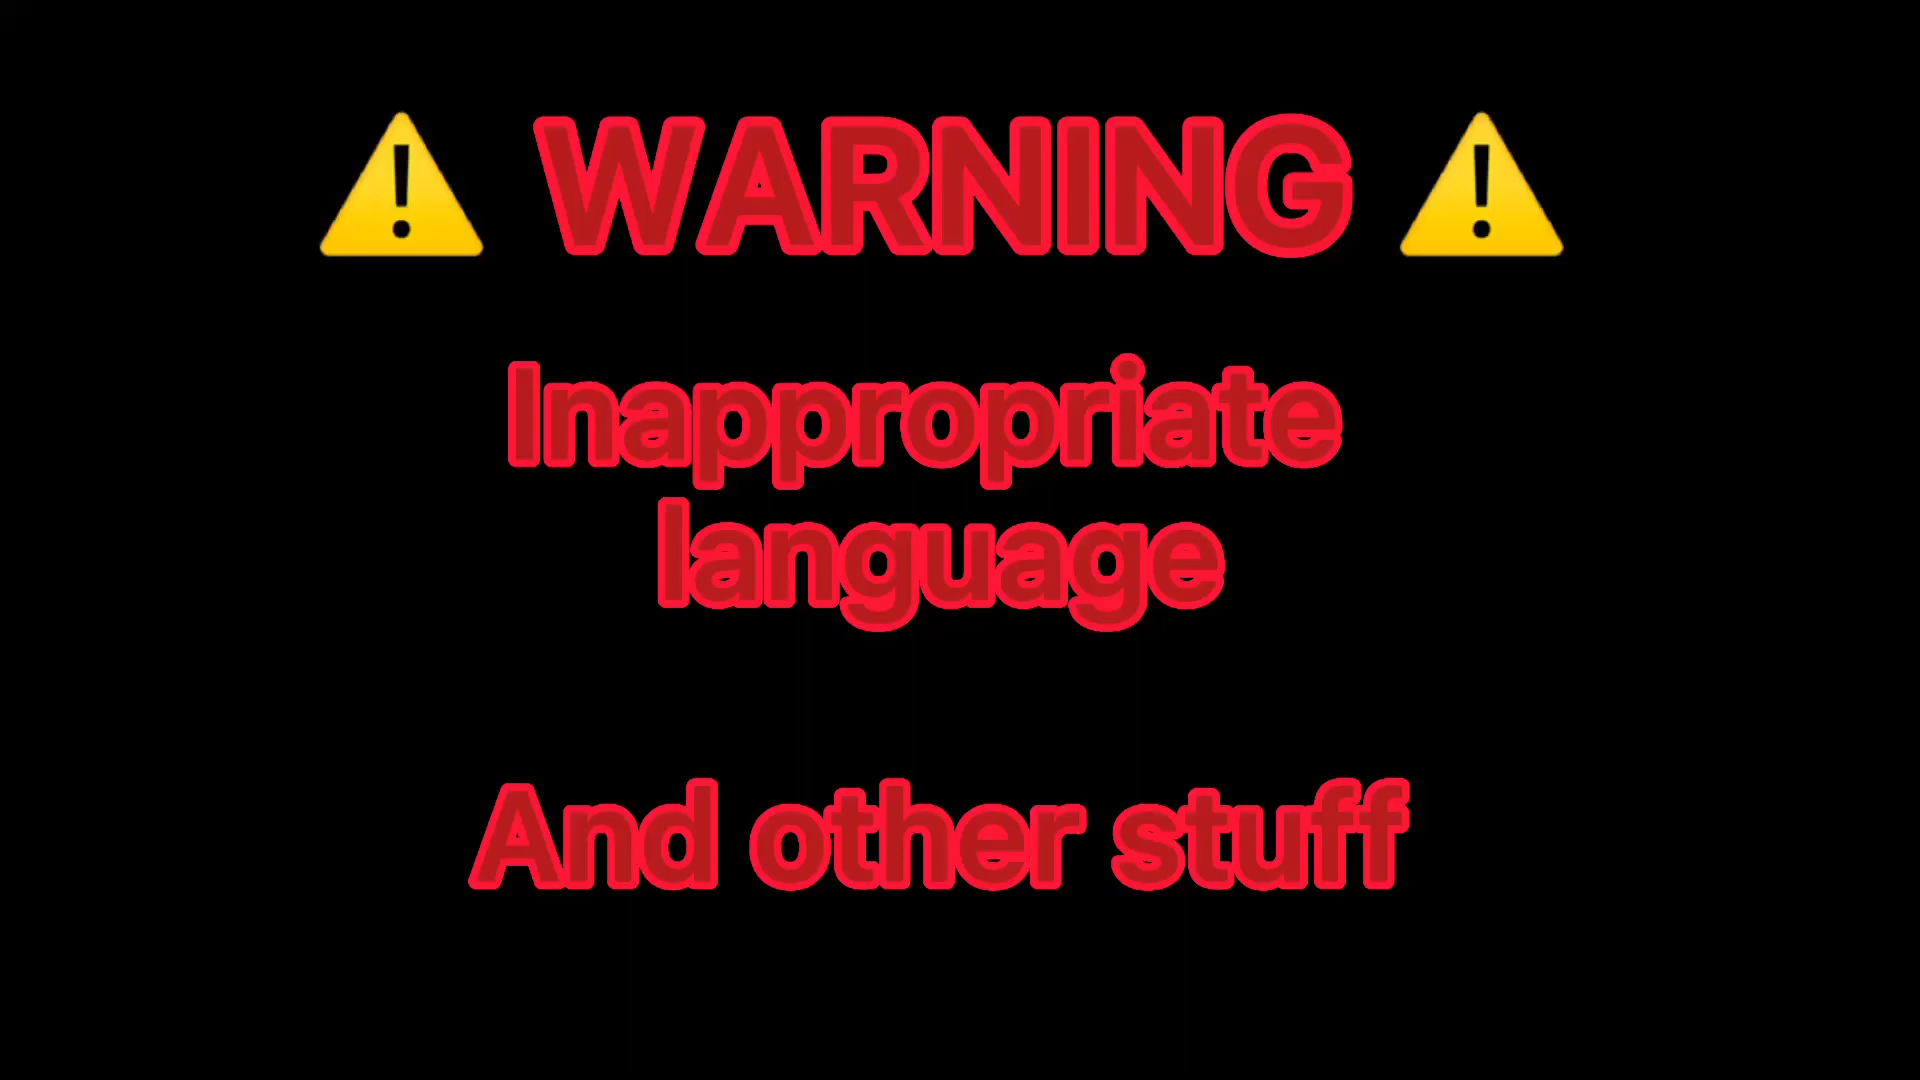 ⚠️ WARNING ⚠️
Inappropriate
language
And other stuff